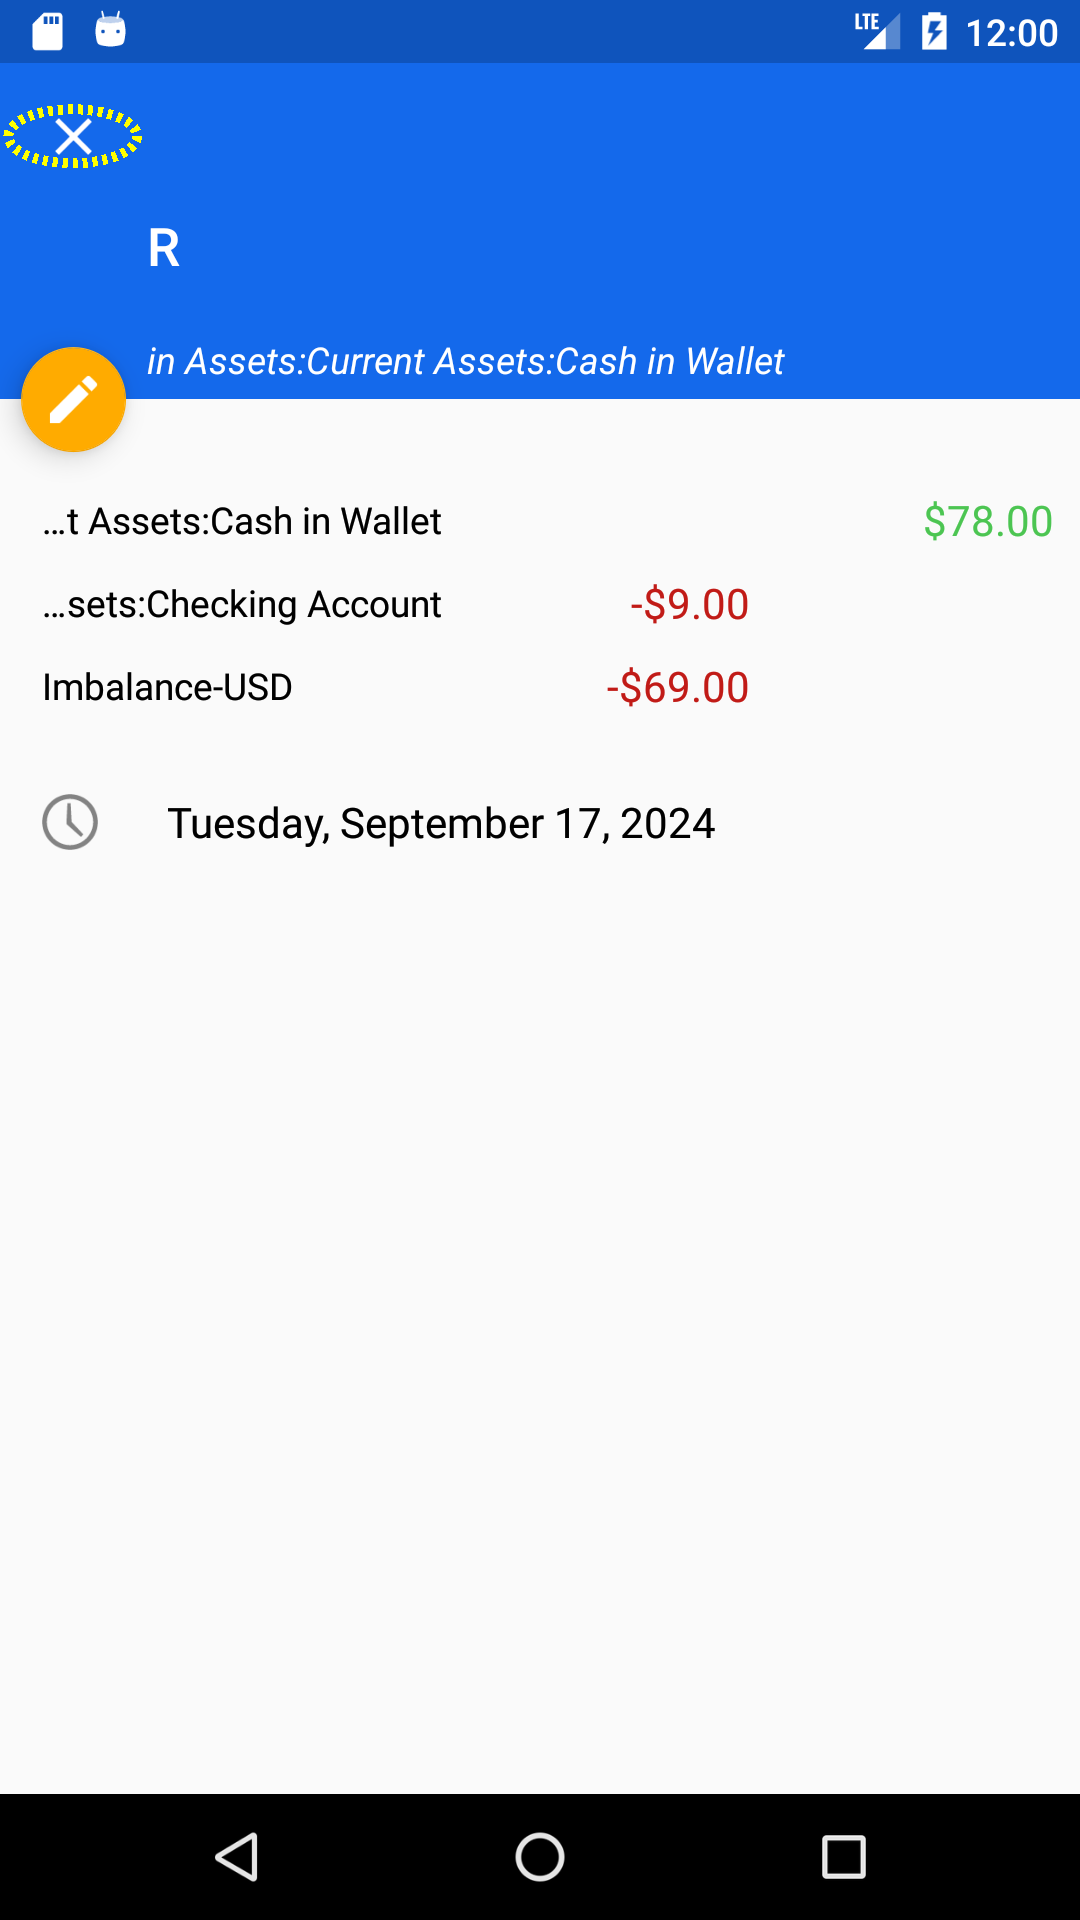 LTE 12:00
R
in Assets:Current Assets:Cash in Wallet
…t Assets:Cash in Wallet $78.00
…sets:Checking Account -$9.00
Imbalance-USD -$69.00
Tuesday, September 17, 2024